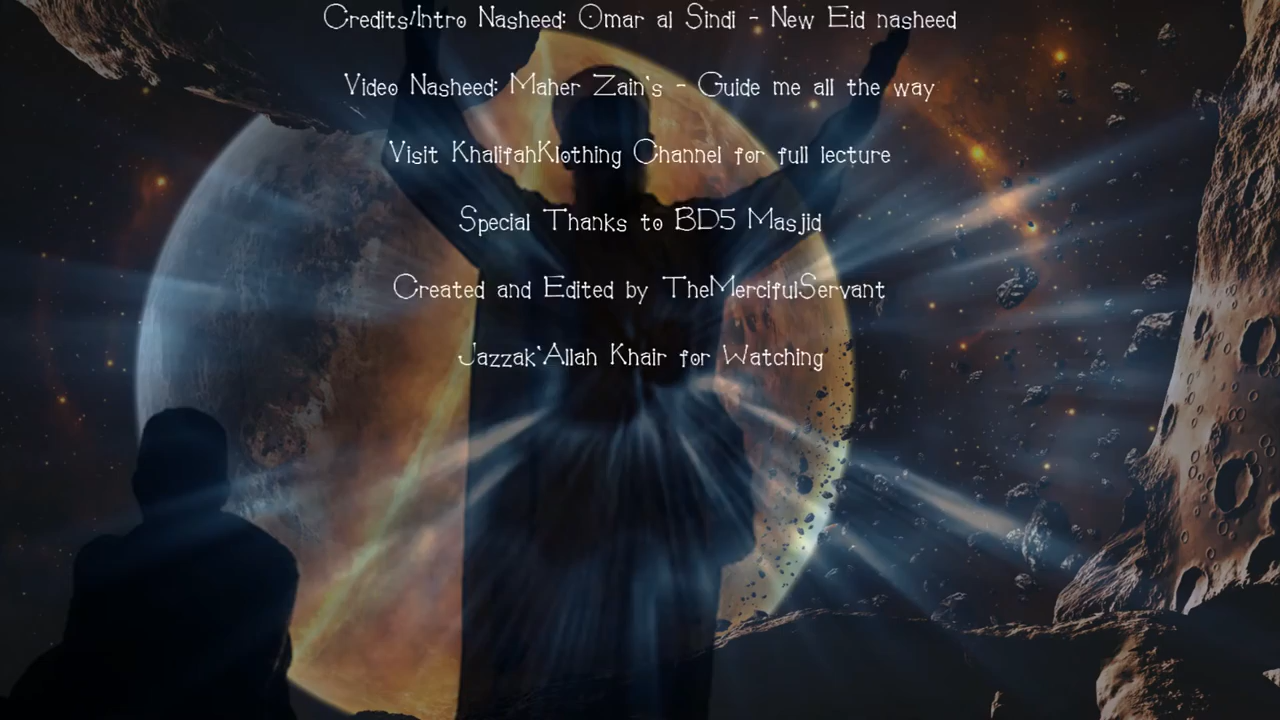 Credits/Intro Nasheed: Omar al Sindi - New Eid nasheed
Video Nasheed: Maher Zain's - Guide me all the way
Visit KhalifahKlothing Channel for full lecture
Special Thanks to BD5 Masjid
Created and Edited by TheMercifulServant
Jazzak'Allah Khair for Watching